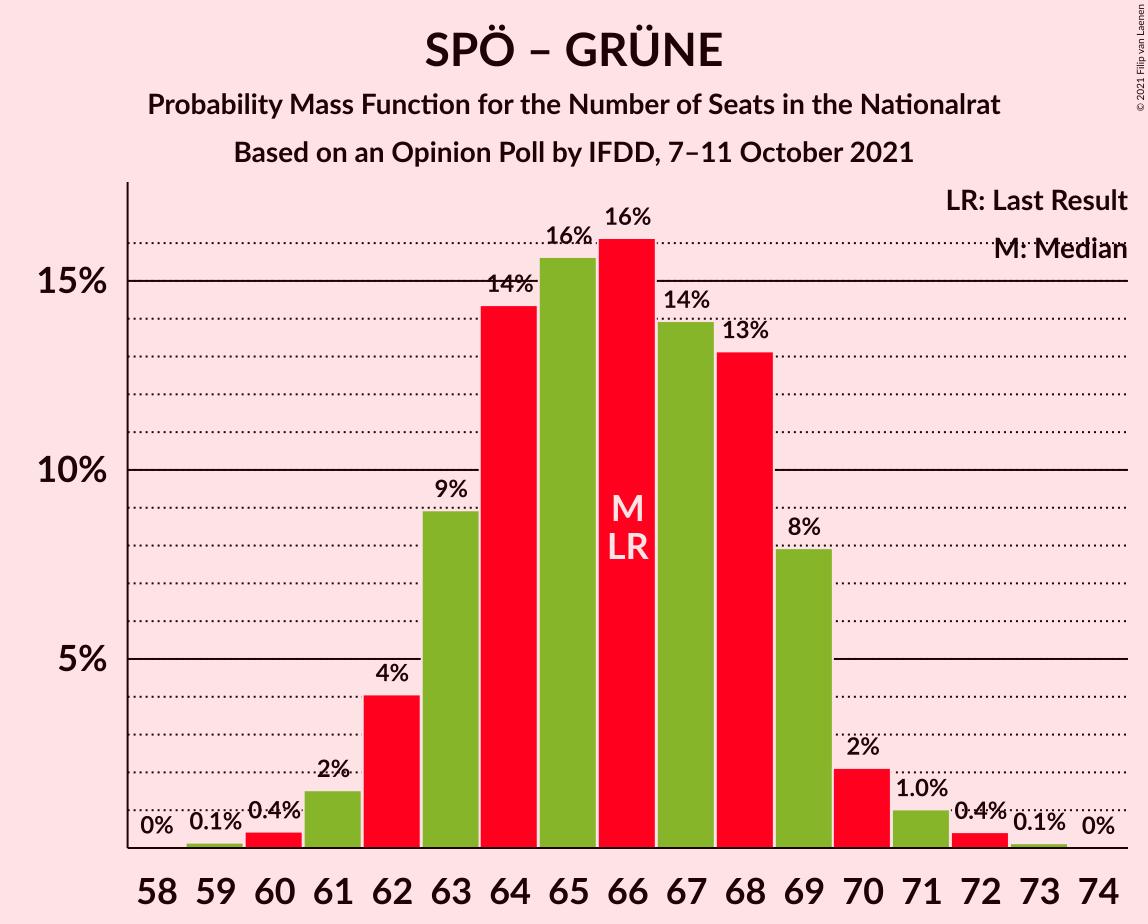 SPÖ – GRÜNE
Probability Mass Function for the Number of Seats in the Nationalrat
Based on an Opinion Poll by IFDD, 7–11 October 2021
© 2021 Filip van Laenen
LR: Last Result
M: Median
15%
10%
5%
0%
0.1%
0.4%
2%
4%
9%
14%
16%
16%
14%
13%
8%
2%
1.0%
0.4%
0.1%
0%
M
LR
58 59 60 61 62 63 64 65 66 67 68 69 70 71 72 73 74